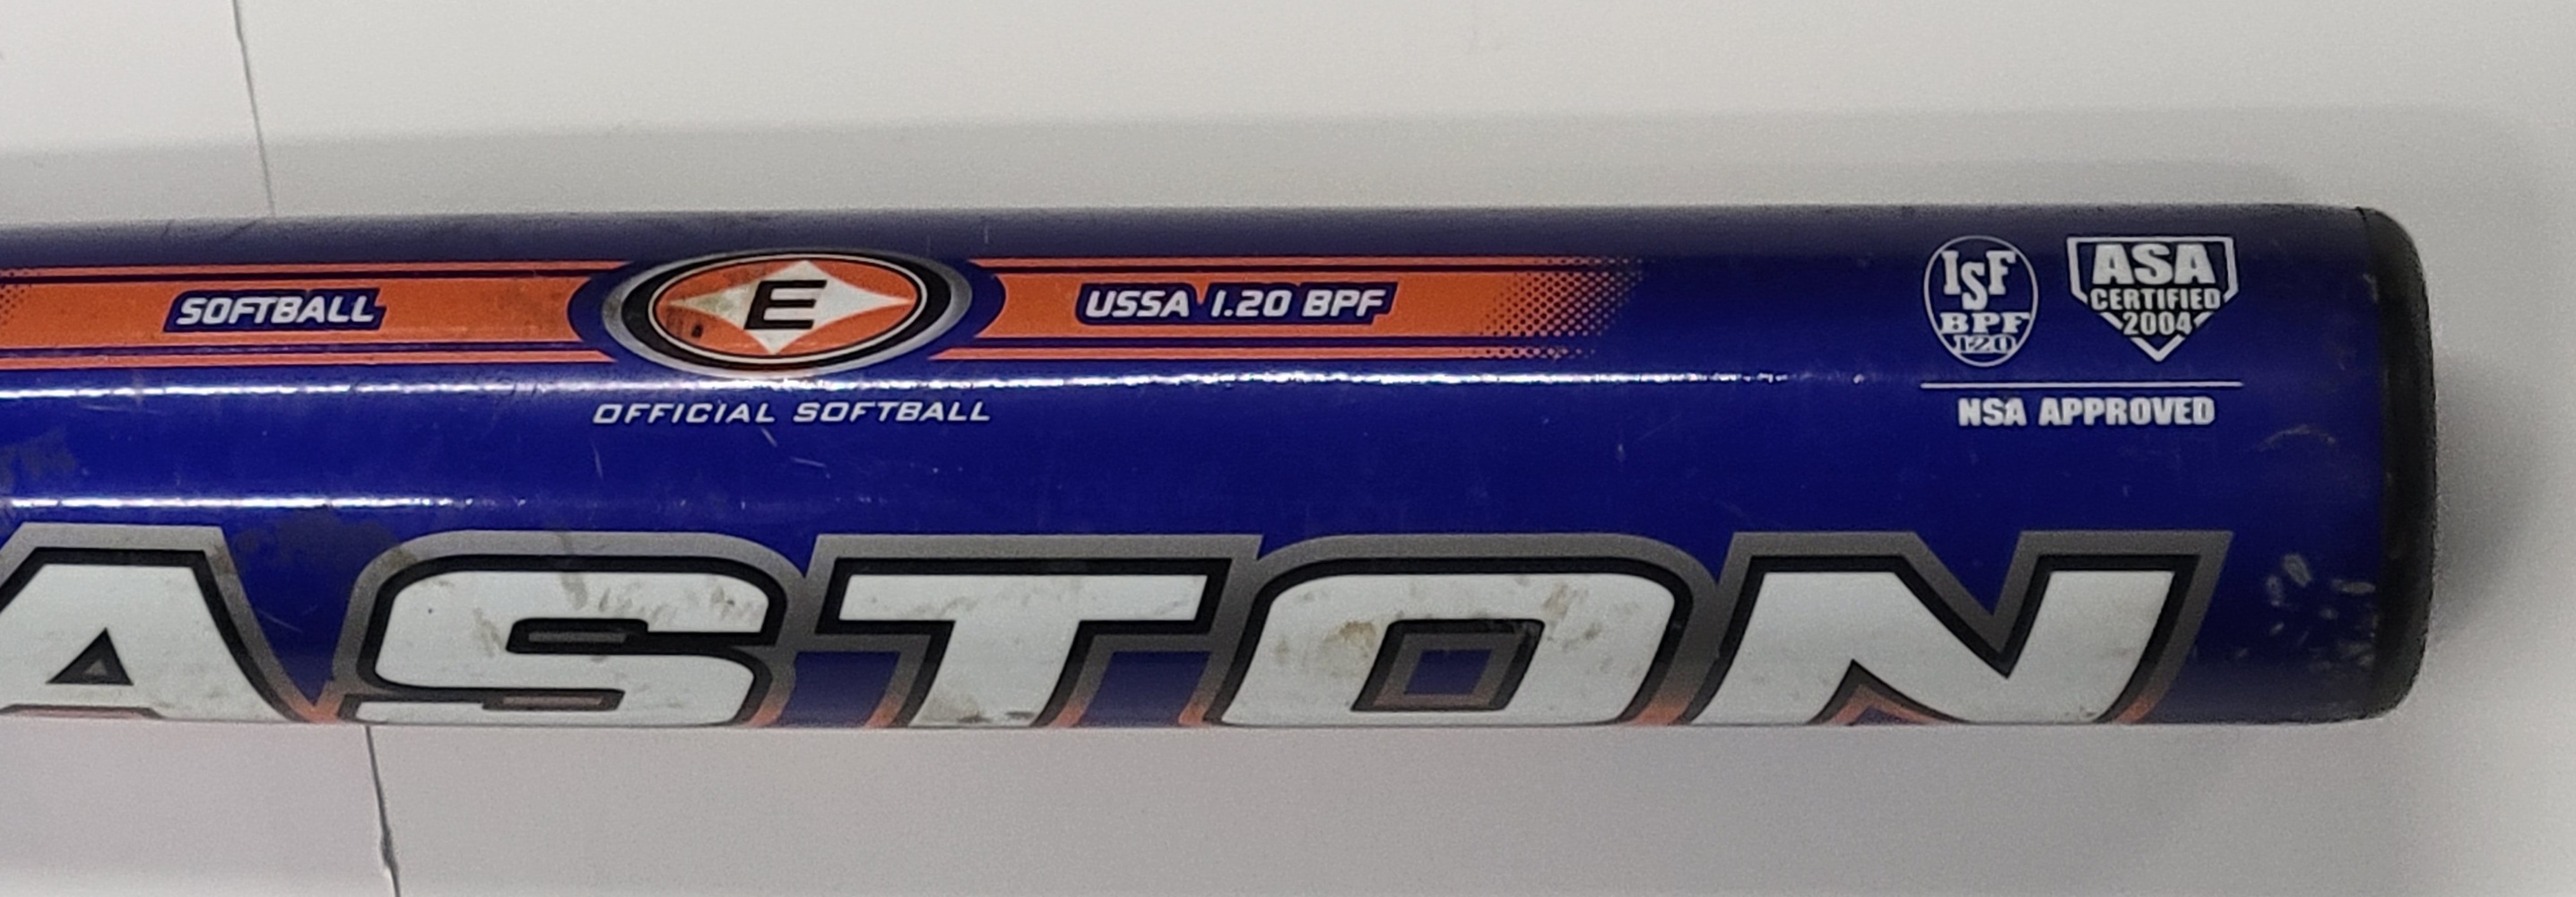 SOFTBALL
E
USSA 1.20 BPF
OFFICIAL SOFTBALL
ISF
BPF
1.20
ASA
CERTIFIED
2004
NSA APPROVED
ASTON